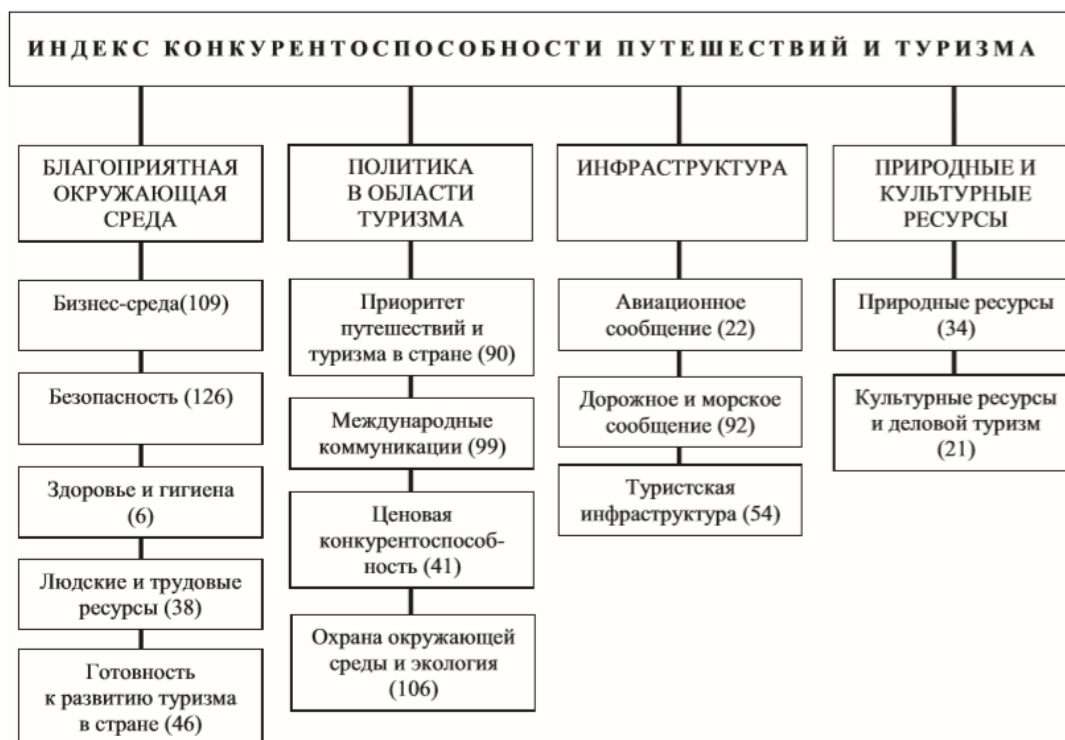 ИНДЕКС КОНКУРЕНТОСПОСОБНОСТИ ПУТЕШЕСТВИЙ И ТУРИЗМА
БЛАГОПРИЯТНАЯ
ОКРУЖАЮЩАЯ
СРЕДА
Бизнес-среда(109)
Безопасность (126)
Здоровье и гигиена
(6)
Людские и трудовые
ресурсы (38)
Готовность
к развитию туризма
в стране (46)
ПОЛИТИКА
В ОБЛАСТИ
ТУРИЗМА
Приоритет
путешествий и
туризма в стране (90)
Международные
коммуникации (99)
Ценовая
конкурентоспособ-
ность (41)
Охрана окружающей
среды и экология
(106)
ИНФРАСТРУКТУРА
Авиационное
сообщение (22)
Дорожное и морское
сообщение (92)
Туристская
инфраструктура (54)
ПРИРОДНЫЕ И
КУЛЬТУРНЫЕ
РЕСУРСЫ
Природные ресурсы
(34)
Культурные ресурсы
и деловой туризм
(21)